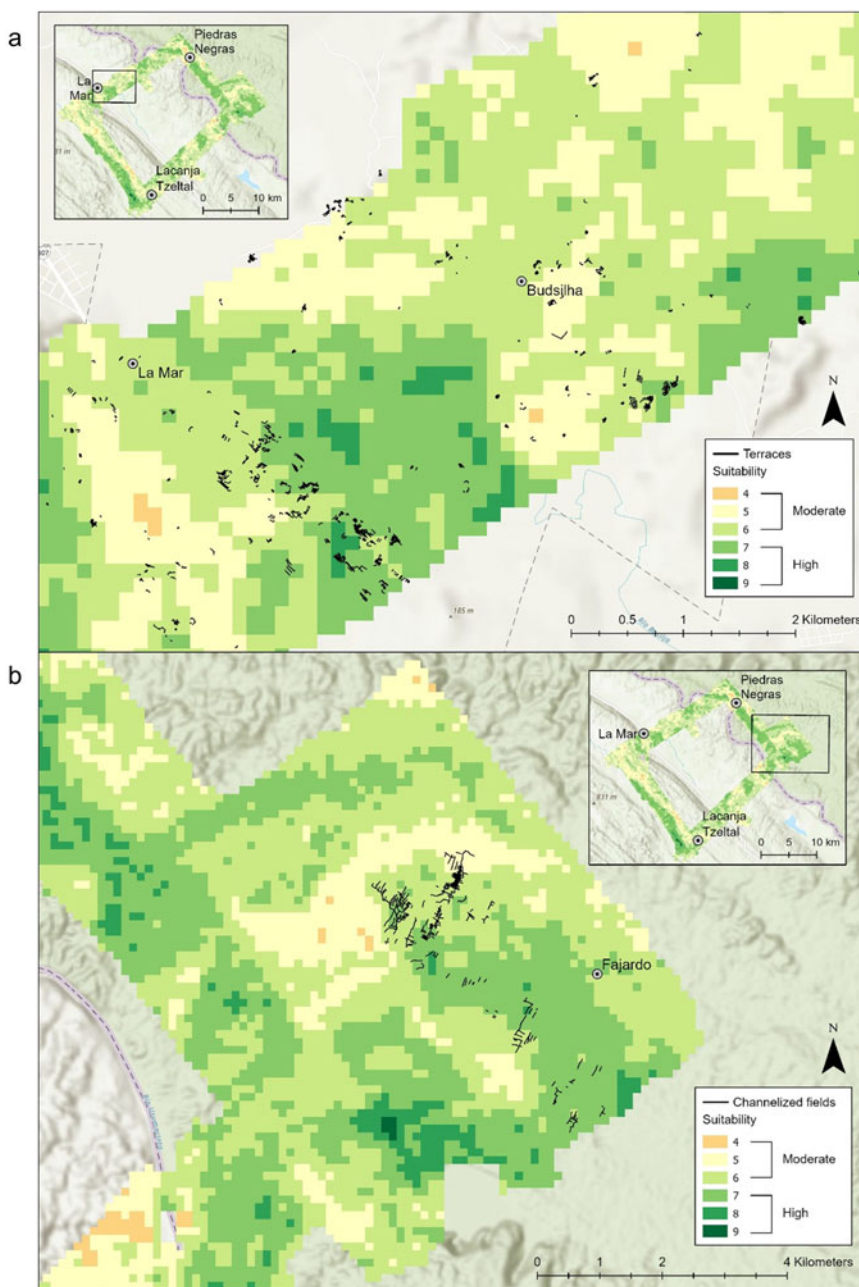 a
Piedras
Negras
La
Mar
Lacanja
Tzeltal
0 5 10 km
Budsjlha
La Mar
N
Terraces
Suitability
4
5
6
Moderate
7
8
9
High
185 m
0 0.5 1 2 Kilometers
b
Piedras
Negras
La Mar
831 m
Lacanja
Tzeltal
0 5 10 km
Fajardo
N
Channelized fields
Suitability
4
5
6
Moderate
7
8
9
High
0 1 2 4 Kilometers